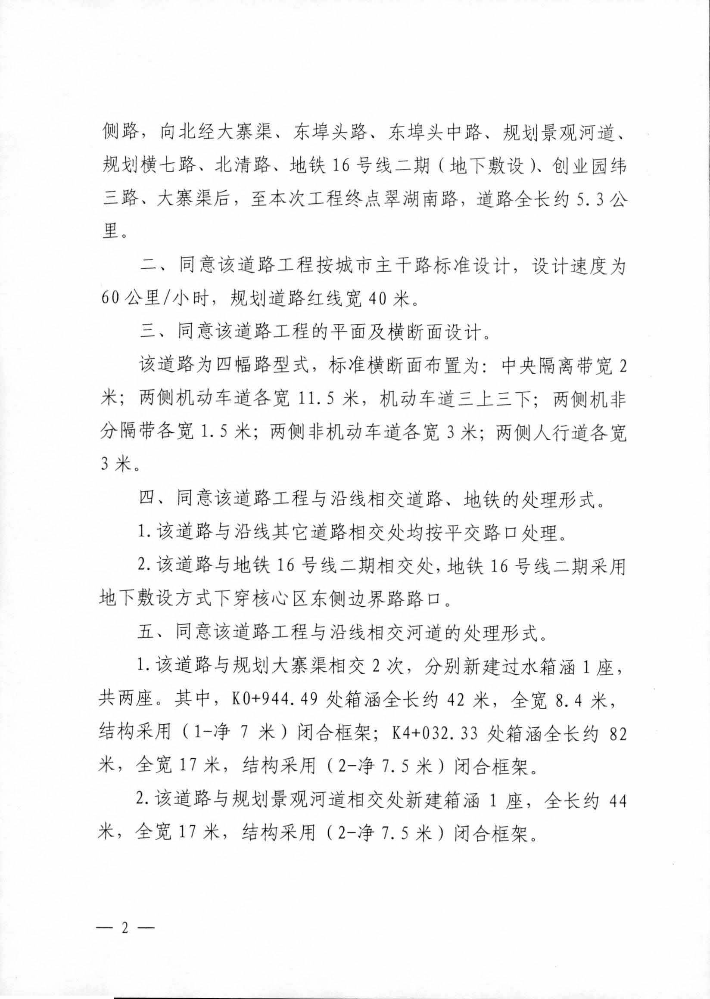 侧路，向北经大寨渠、东埠头路、东埠头中路、规划景观河道、
规划横七路、北清路、地铁16号线二期（地下敷设）、创业园纬
三路、大寨渠后，至本次工程终点翠湖南路，道路全长约5.3公
里。
二、同意该道路工程按城市主干路标准设计，设计速度为
60公里/小时，规划道路红线宽40米。
三、同意该道路工程的平面及横断面设计。
该道路为四幅路型式，标准横断面布置为：中央隔离带宽2
米；两侧机动车道各宽11.5米，机动车道三上三下；两侧机非
分隔带各宽1.5米；两侧非机动车道各宽3米；两侧人行道各宽
3米。
四、同意该道路工程与沿线相交道路、地铁的处理形式。
1.该道路与沿线其它道路相交处均按平交路口处理。
2.该道路与地铁16号线二期相交处，地铁16号线二期采用
地下敷设方式下穿核心区东侧边界路路口。
五、同意该道路工程与沿线相交河道的处理形式。
1.该道路与规划大寨渠相交2次，分别新建过水箱涵1座，
共两座。其中，K0+944.49处箱涵全长约42米，全宽8.4米，
结构采用（1-净 7 米）闭合框架；K4+032.33处箱涵全长约 82
米，全宽17米，结构采用（2-净7.5米）闭合框架。
2.该道路与规划景观河道相交处新建箱涵 1 座，全长约 44
米，全宽17米，结构采用（2-净7.5米）闭合框架。
— 2 —